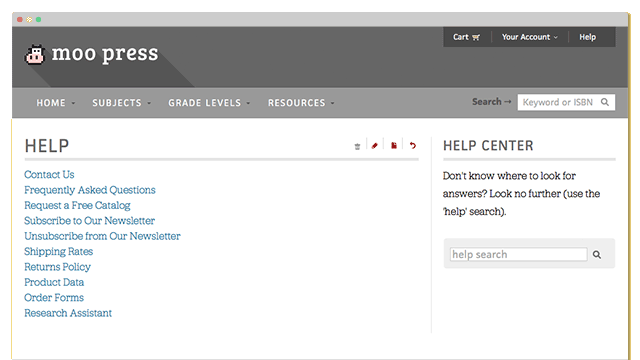 Cart
Your Account
Help
moo press
HOME
SUBJECTS
GRADE LEVELS
RESOURCES
Search →
Keyword or ISBN
HELP
Contact Us
Frequently Asked Questions
Request a Free Catalog
Subscribe to Our Newsletter
Unsubscribe from Our Newsletter
Shipping Rates
Returns Policy
Product Data
Order Forms
Research Assistant
HELP CENTER
Don't know where to look for
answers? Look no further (use the
'help' search).
help search